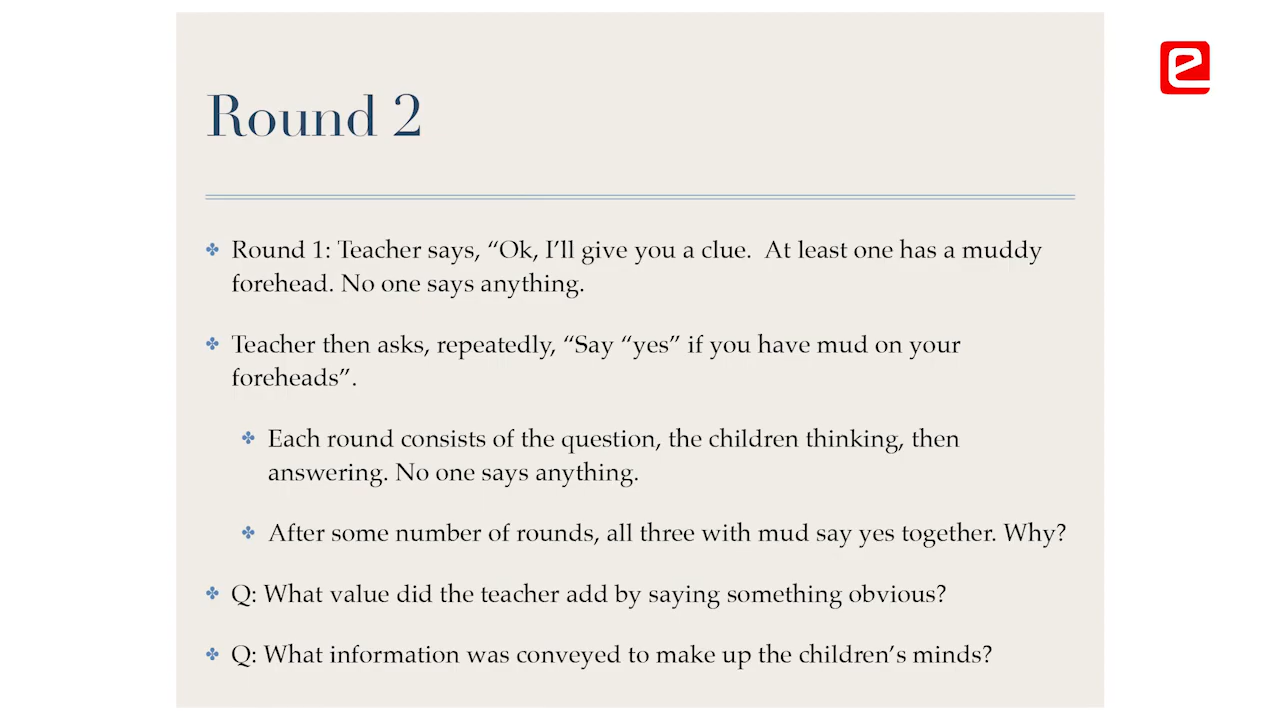 Round 2
Round 1: Teacher says, “Ok, I’ll give you a clue.  At least one has a muddy
forehead. No one says anything.
Teacher then asks, repeatedly, “Say “yes” if you have mud on your
foreheads”.
Each round consists of the question, the children thinking, then
answering. No one says anything.
After some number of rounds, all three with mud say yes together. Why?
Q: What value did the teacher add by saying something obvious?
Q: What information was conveyed to make up the children’s minds?